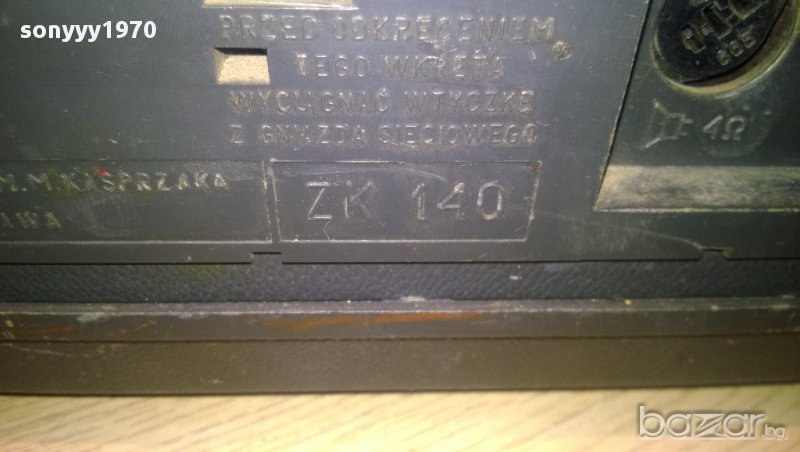 sonyyy1970
PRZED ODKRĘCENIEM
TEGO WKRĘTA
WYCIĄGNĄĆ WTYCZKĘ
Z GNIAZDA SIECIOWEGO
4Ω
M.M.KASPRZAKA
AWA
ZK 140
bazar.bg